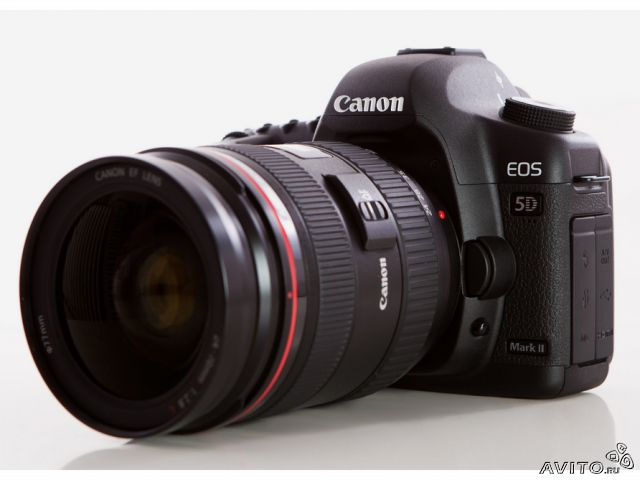 Canon
EOS
5D
Mark II
Canon
CANON EF LENS
AVITO.RU